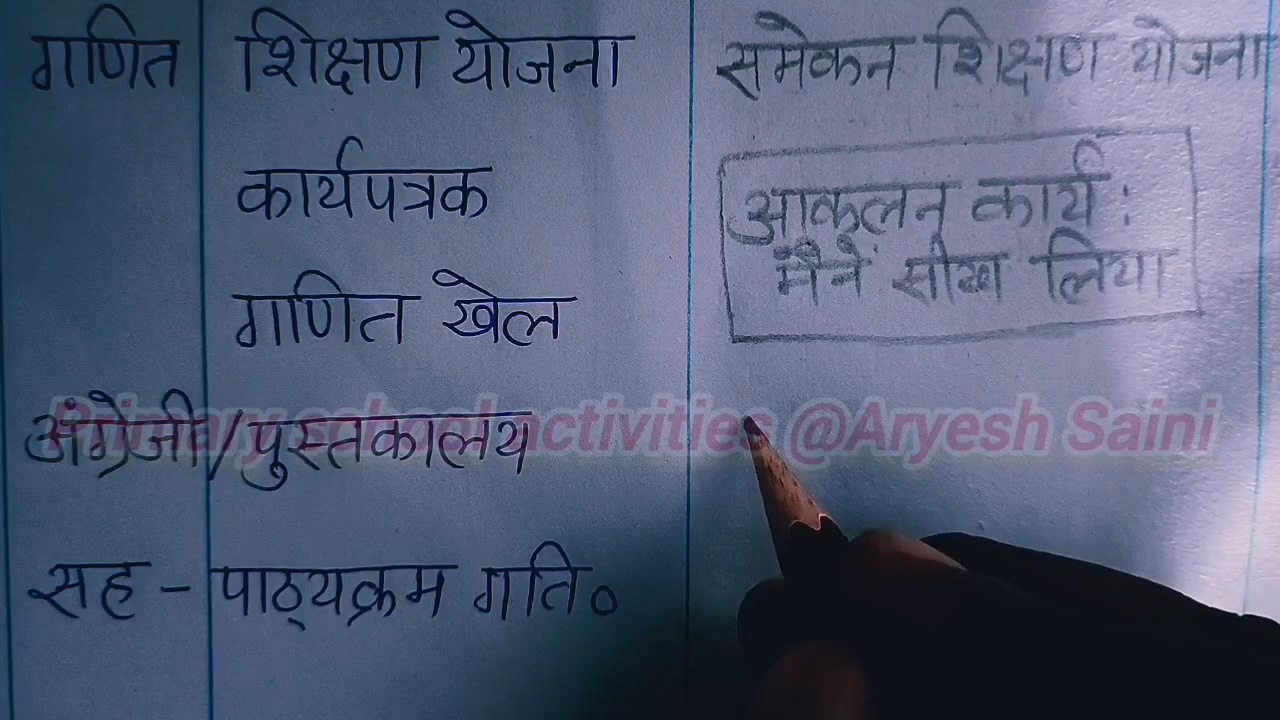 गणित शिक्षण योजना समेकन शिक्षण योजना
कार्यपत्रक
आकलन कार्य :
मैनें सीख लिया
गणित खेल
अंग्रेजी/पुस्तकालय
Primary school activities @Aryesh Saini
सह - पाठ्यक्रम गति०